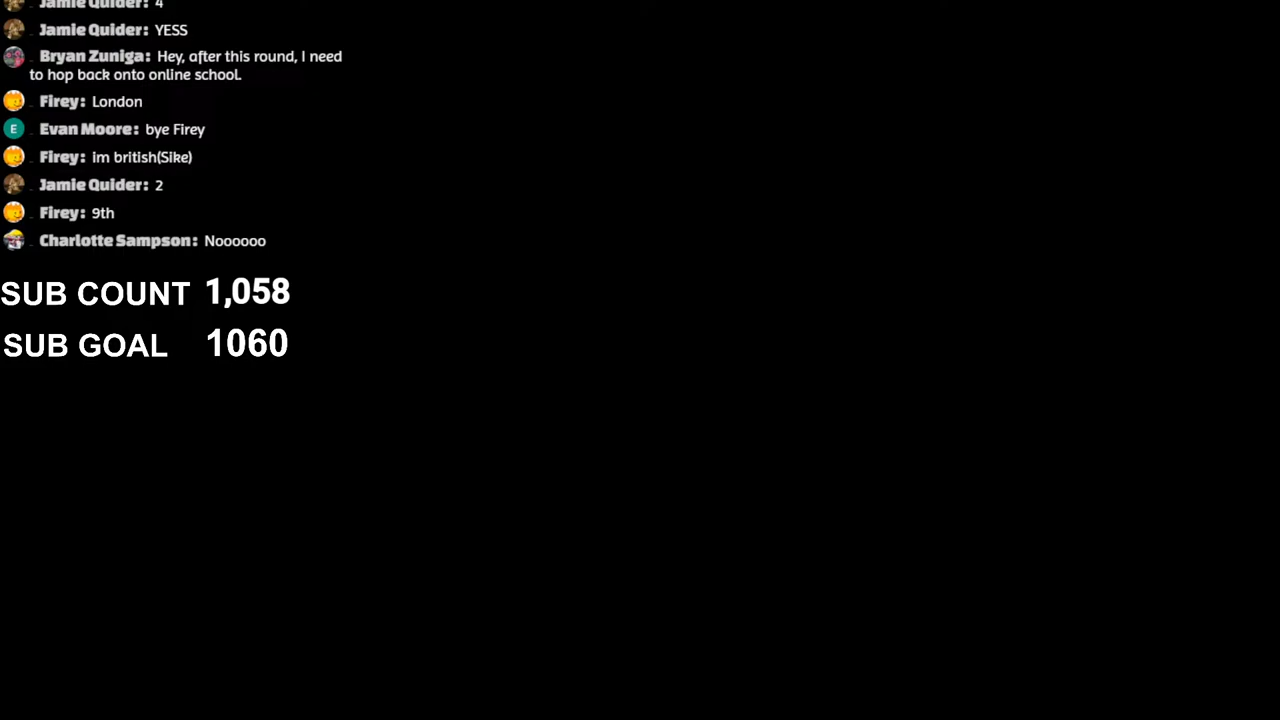 Jamie Quider: 4
Jamie Quider: YESS
Bryan Zuniga: Hey, after this round, I need
to hop back onto online school.
Firey: London
E Evan Moore: bye Firey
Firey: im british(Sike)
Jamie Quider: 2
Firey: 9th
Charlotte Sampson: Noooooo
SUB COUNT 1,058
SUB GOAL 1060